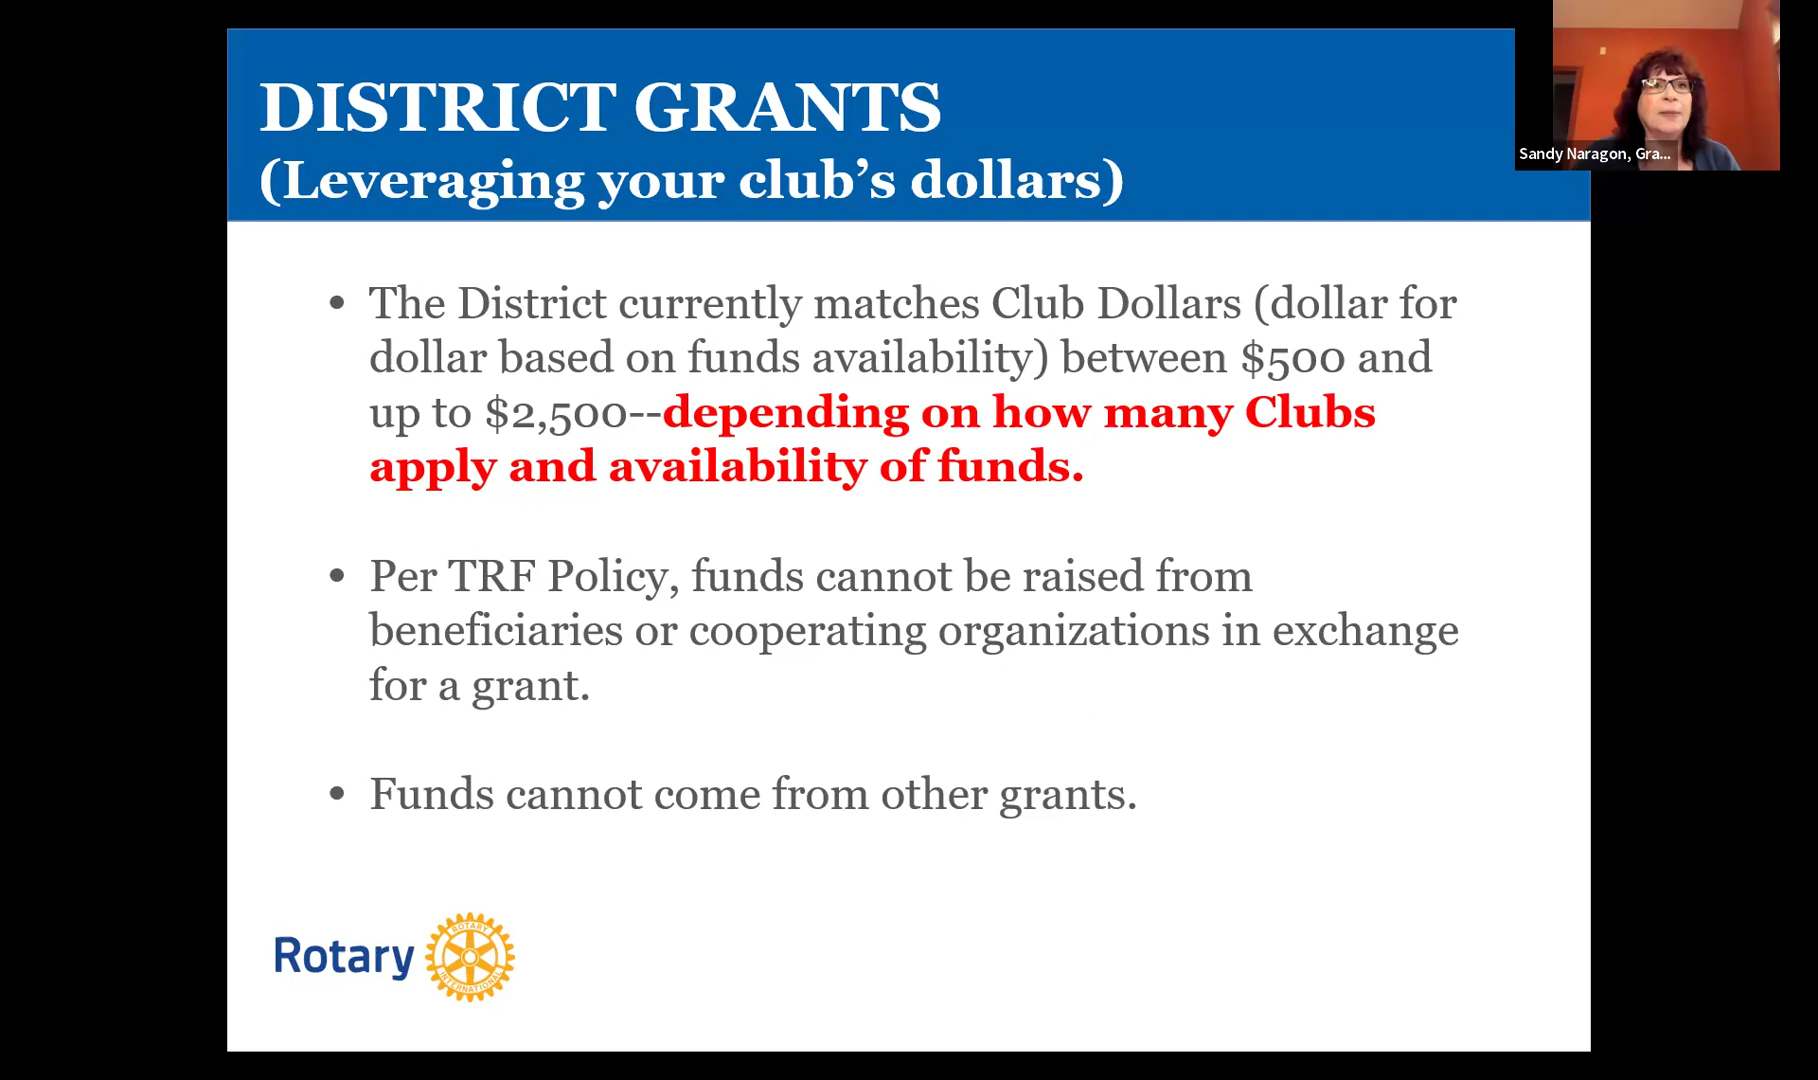 DISTRICT GRANTS
(Leveraging your club’s dollars)
Sandy Naragon, Gra...
• The District currently matches Club Dollars (dollar for
dollar based on funds availability) between $500 and
up to $2,500--depending on how many Clubs
apply and availability of funds.
• Per TRF Policy, funds cannot be raised from
beneficiaries or cooperating organizations in exchange
for a grant.
• Funds cannot come from other grants.
Rotary
ROTARY
INTERNATIONAL